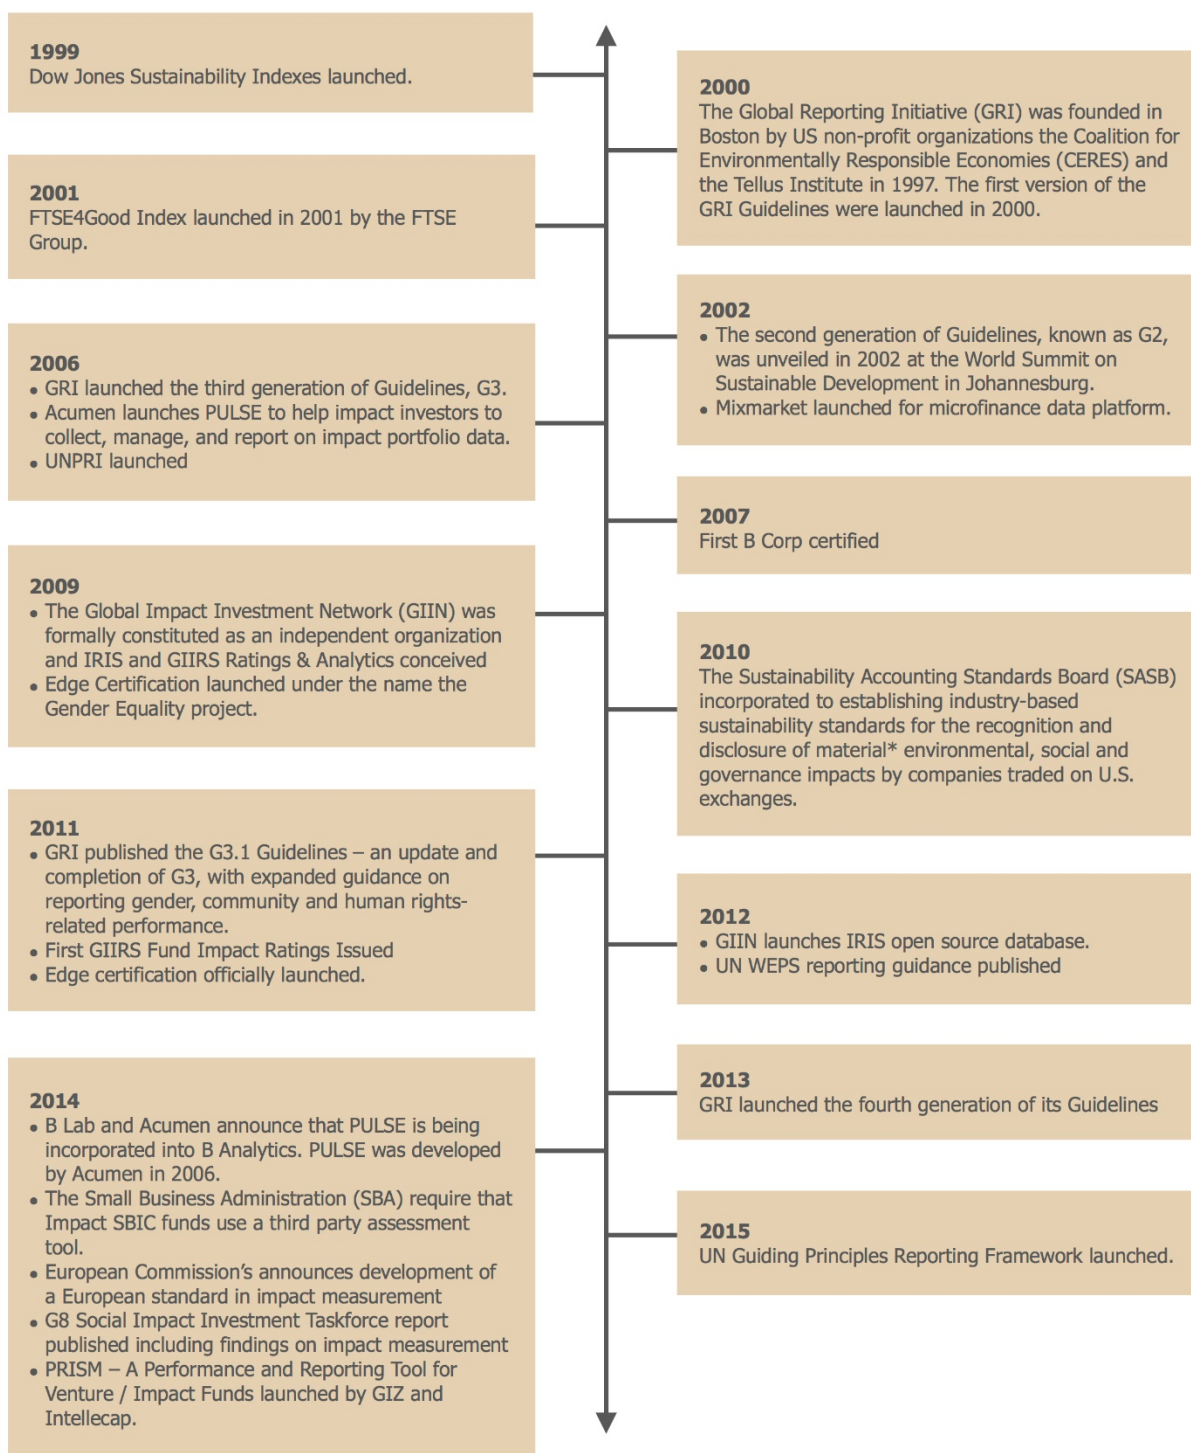 1999
Dow Jones Sustainability Indexes launched.
2000
The Global Reporting Initiative (GRI) was founded in
Boston by US non-profit organizations the Coalition for
Environmentally Responsible Economies (CERES) and
the Tellus Institute in 1997. The first version of the
GRI Guidelines were launched in 2000.
2001
FTSE4Good Index launched in 2001 by the FTSE
Group.
2002
• The second generation of Guidelines, known as G2,
was unveiled in 2002 at the World Summit on
Sustainable Development in Johannesburg.
• Mixmarket launched for microfinance data platform.
2006
• GRI launched the third generation of Guidelines, G3.
• Acumen launches PULSE to help impact investors to
collect, manage, and report on impact portfolio data.
• UNPRI launched
2007
First B Corp certified
2009
• The Global Impact Investment Network (GIIN) was
formally constituted as an independent organization
and IRIS and GIIRS Ratings & Analytics conceived
• Edge Certification launched under the name the
Gender Equality project.
2010
The Sustainability Accounting Standards Board (SASB)
incorporated to establishing industry-based
sustainability standards for the recognition and
disclosure of material* environmental, social and
governance impacts by companies traded on U.S.
exchanges.
2011
• GRI published the G3.1 Guidelines – an update and
completion of G3, with expanded guidance on
reporting gender, community and human rights-
related performance.
• First GIIRS Fund Impact Ratings Issued
• Edge certification officially launched.
2012
• GIIN launches IRIS open source database.
• UN WEPS reporting guidance published
2013
GRI launched the fourth generation of its Guidelines
2014
• B Lab and Acumen announce that PULSE is being
incorporated into B Analytics. PULSE was developed
by Acumen in 2006.
• The Small Business Administration (SBA) require that
Impact SBIC funds use a third party assessment
tool.
• European Commission's announces development of
a European standard in impact measurement
• G8 Social Impact Investment Taskforce report
published including findings on impact measurement
• PRISM – A Performance and Reporting Tool for
Venture / Impact Funds launched by GIZ and
Intellecap.
2015
UN Guiding Principles Reporting Framework launched.